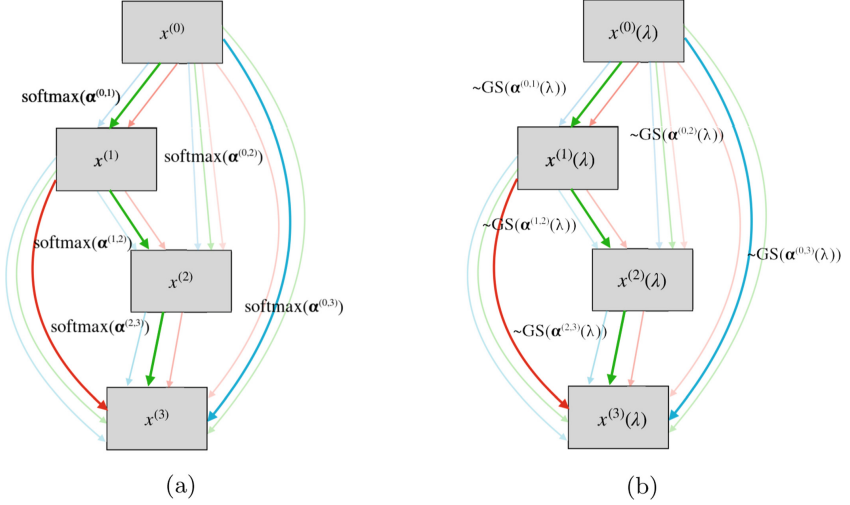 x^(0)
softmax(α^(0,1))
x^(1)
softmax(α^(0,2))
softmax(α^(1,2))
x^(2)
softmax(α^(0,3))
softmax(α^(2,3))
x^(3)
(a)
x^(0)(λ)
~GS(α^(0,1)(λ))
~GS(α^(0,2)(λ))
x^(1)(λ)
~GS(α^(1,2)(λ))
~GS(α^(0,3)(λ))
x^(2)(λ)
~GS(α^(2,3)(λ))
x^(3)(λ)
(b)